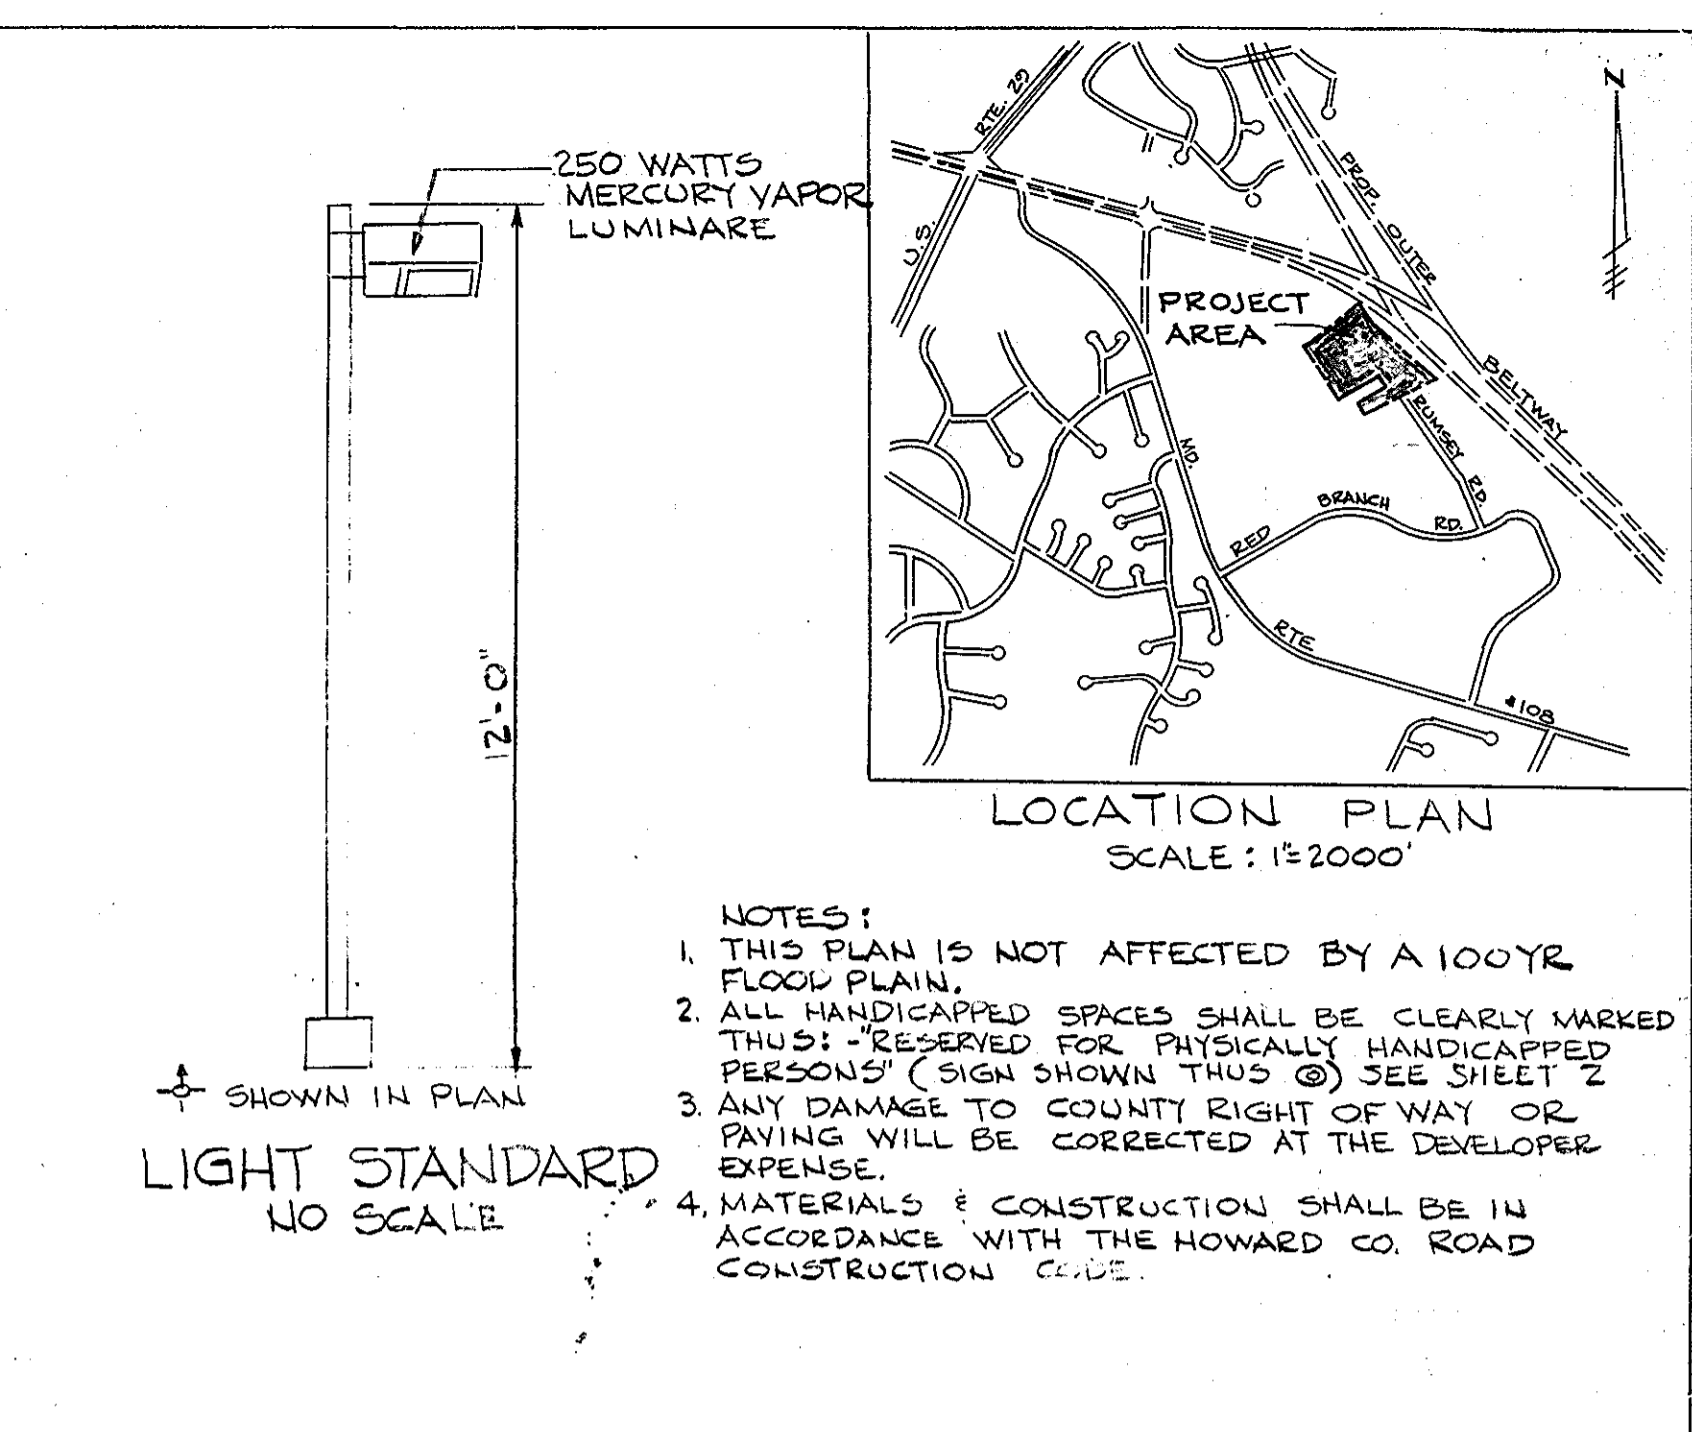 250 WATTS
MERCURY VAPOR
LUMINARE
12'-0"
SHOWN IN PLAN
LIGHT STANDARD
NO SCALE
N
RTE. 29
U.S.
PROP. OUTER
BELTWAY
PROJECT
AREA
RUMSEY RD.
MD.
RED BRANCH RD.
RTE
#108
LOCATION PLAN
SCALE: 1"=2000'
NOTES:
1. THIS PLAN IS NOT AFFECTED BY A 100YR
FLOOD PLAIN.
2. ALL HANDICAPPED SPACES SHALL BE CLEARLY MARKED
THUS: -"RESERVED FOR PHYSICALLY HANDICAPPED
PERSONS" (SIGN SHOWN THUS ◎) SEE SHEET 2
3. ANY DAMAGE TO COUNTY RIGHT OF WAY OR
PAVING WILL BE CORRECTED AT THE DEVELOPER
EXPENSE.
4. MATERIALS & CONSTRUCTION SHALL BE IN
ACCORDANCE WITH THE HOWARD CO. ROAD
CONSTRUCTION CODE.